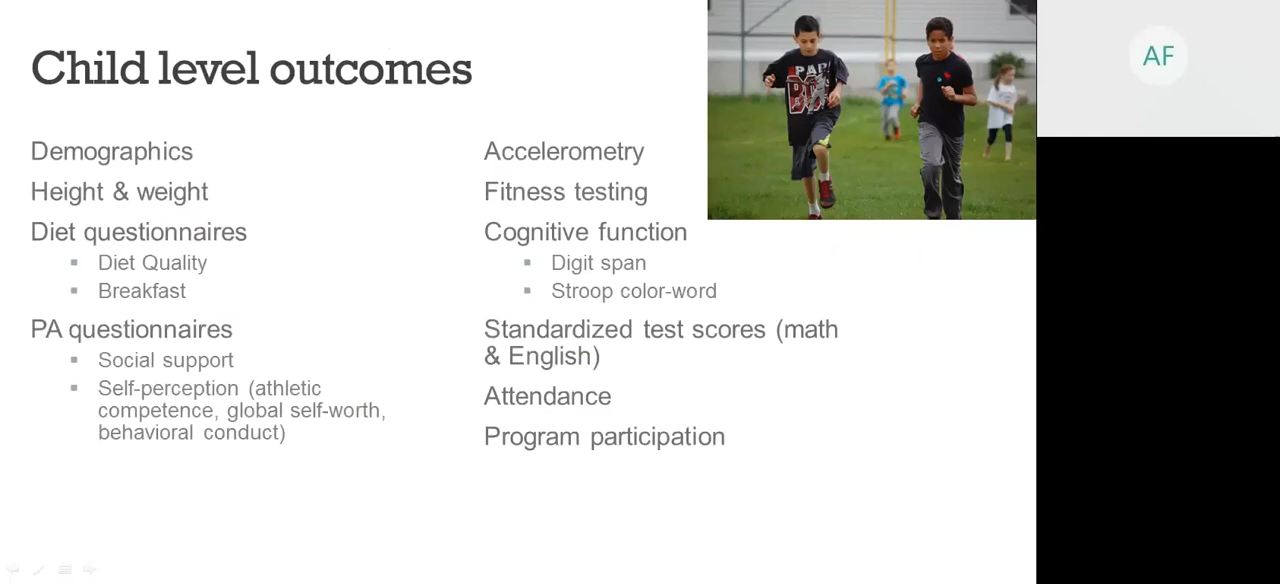 Child level outcomes
Demographics
Height & weight
Diet questionnaires
Diet Quality
Breakfast
PA questionnaires
Social support
Self-perception (athletic
competence, global self-worth,
behavioral conduct)
Accelerometry
Fitness testing
Cognitive function
Digit span
Stroop color-word
Standardized test scores (math
& English)
Attendance
Program participation
AF